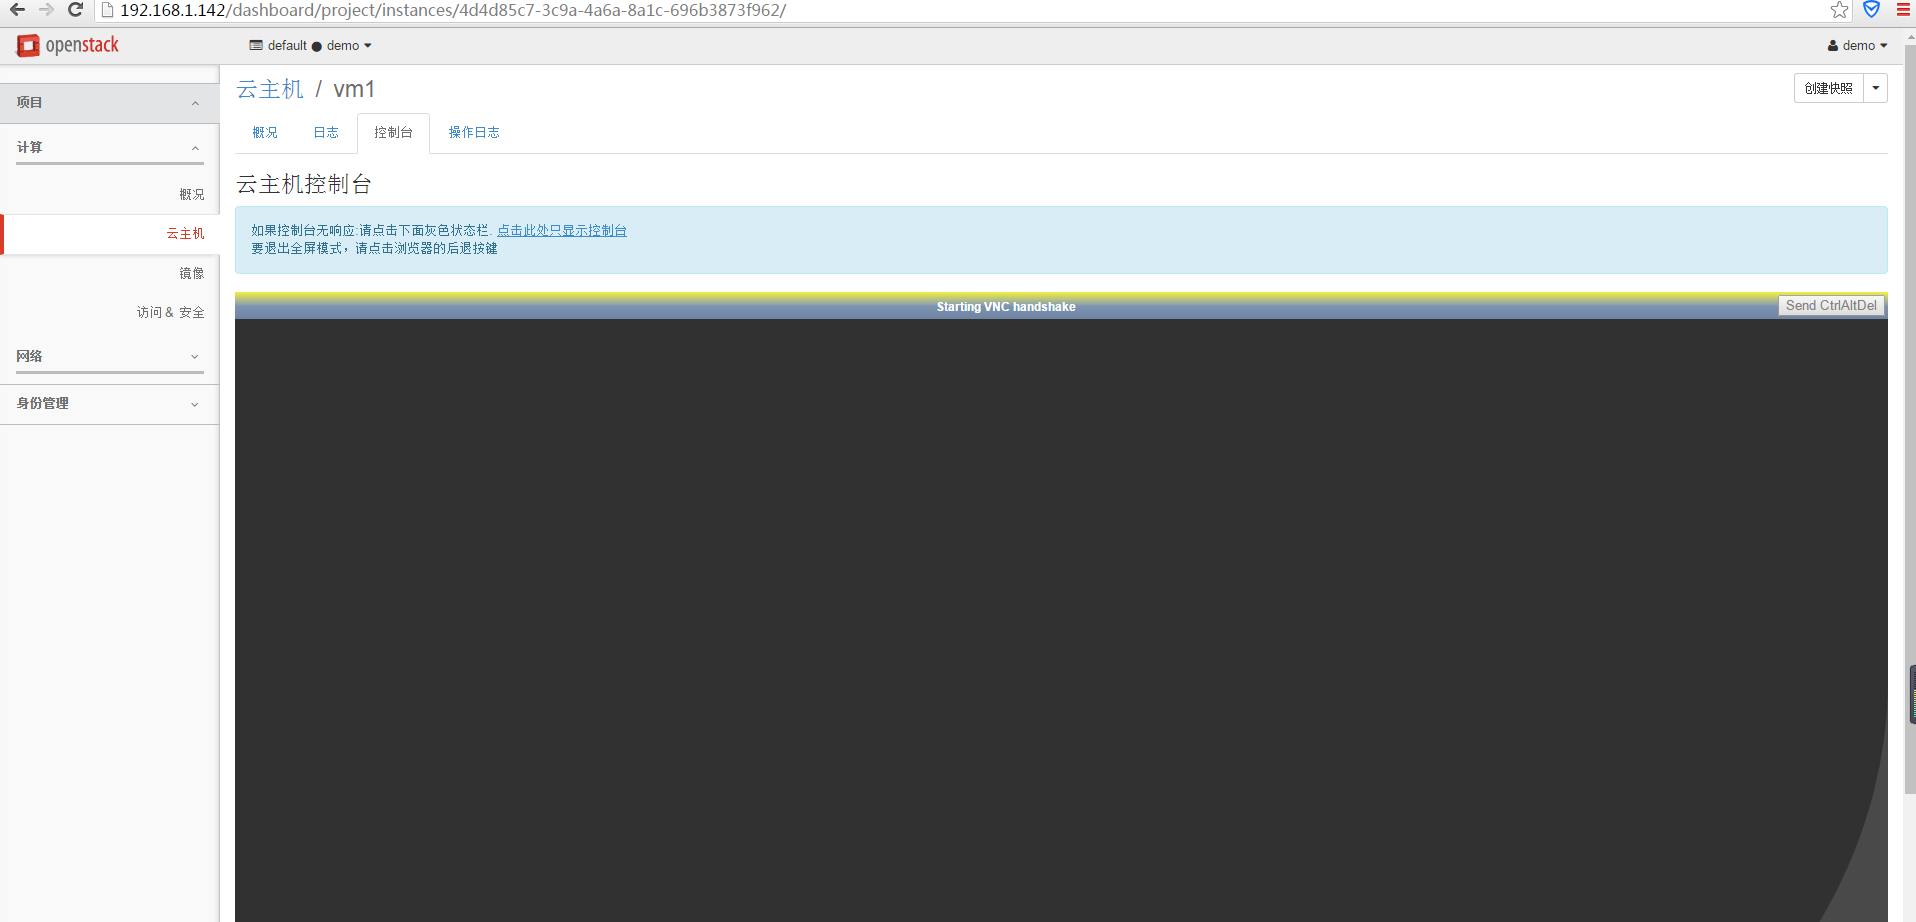 192.168.1.142/dashboard/project/instances/4d4d85c7-3c9a-4a6a-8a1c-696b3873f962/
openstack
default ● demo
demo
项目
计算
概况
云主机
镜像
访问 & 安全
网络
身份管理
云主机 / vm1
创建快照
概况
日志
控制台
操作日志
云主机控制台
如果控制台无响应:请点击下面灰色状态栏. 点击此处只显示控制台
要退出全屏模式，请点击浏览器的后退按键
Starting VNC handshake
Send CtrlAltDel